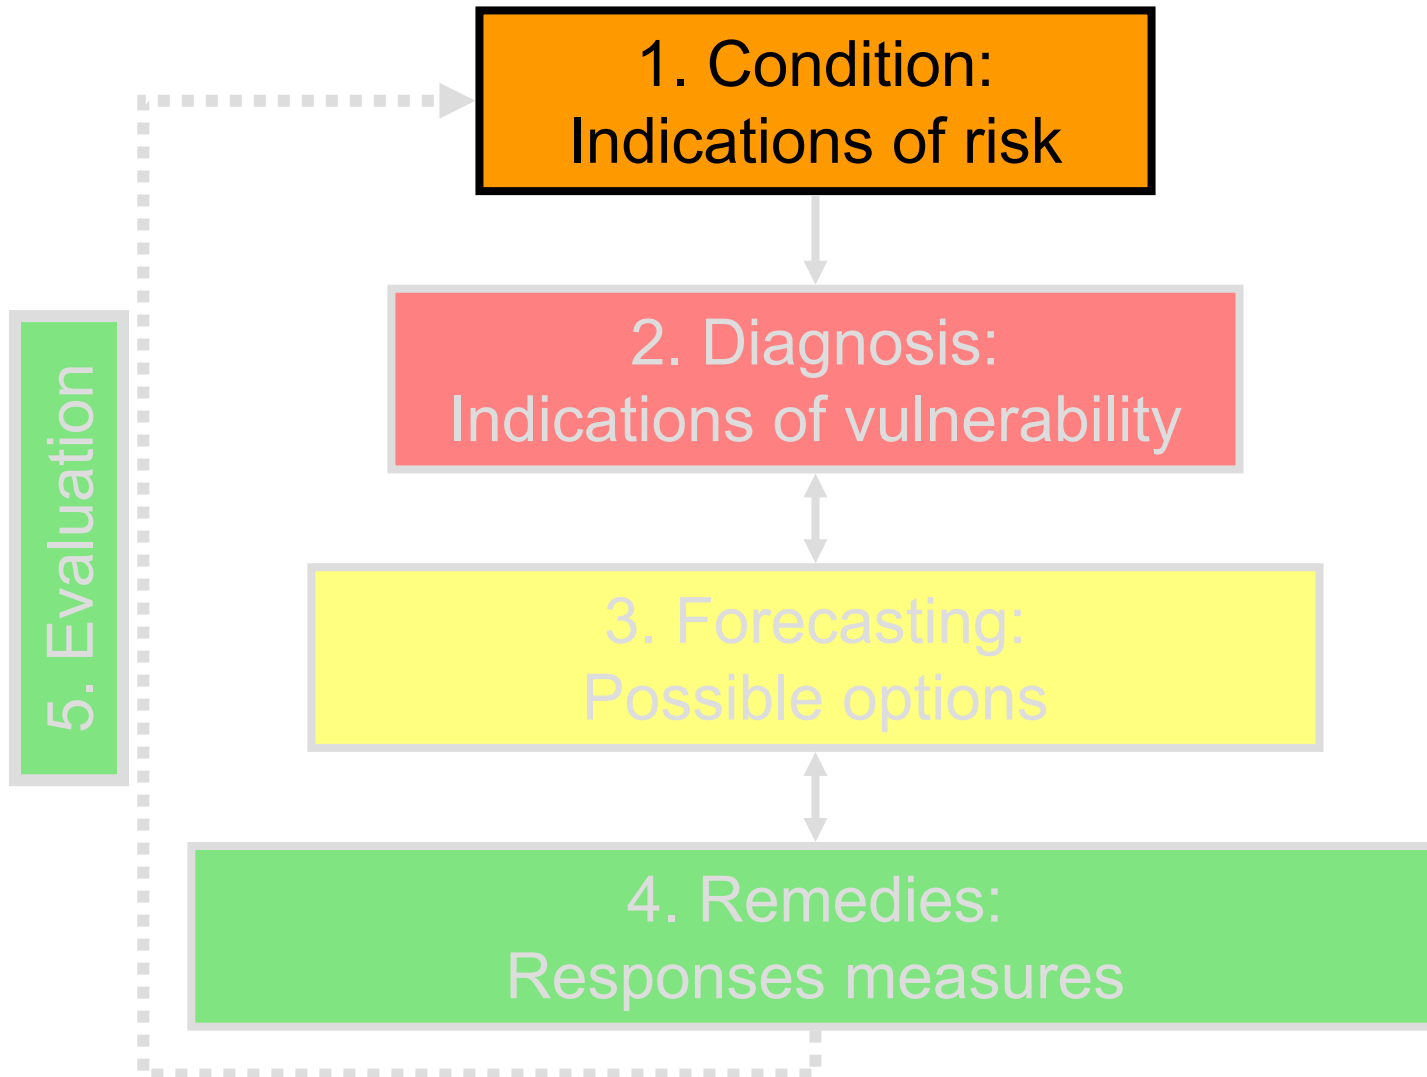 1. Condition:
Indications of risk
2. Diagnosis:
Indications of vulnerability
3. Forecasting:
Possible options
4. Remedies:
Responses measures
5. Evaluation